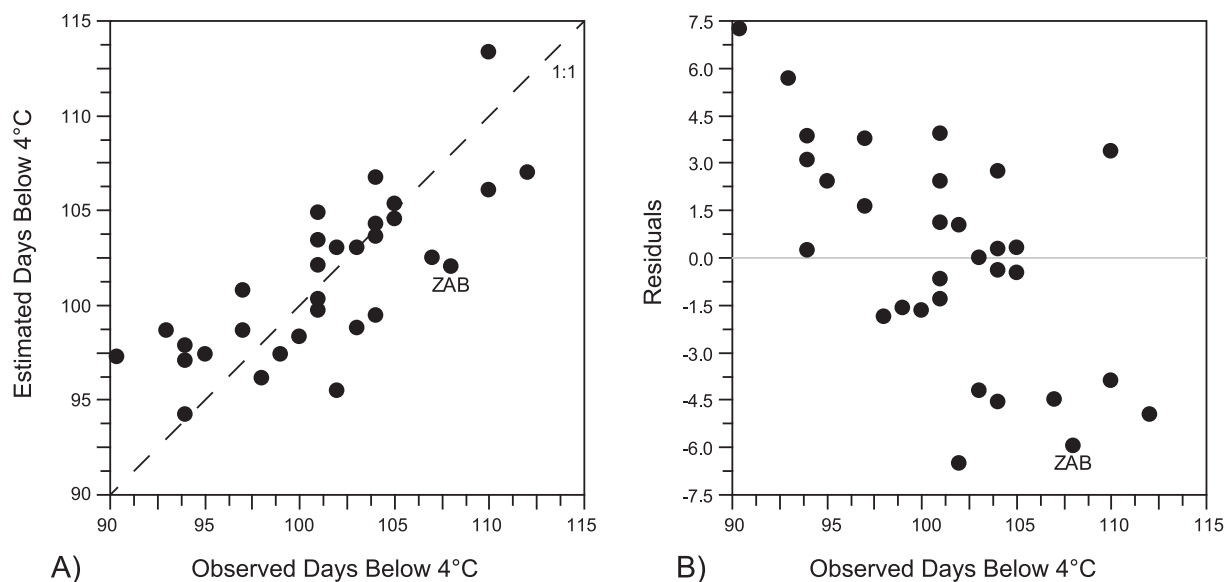 115
110
105
100
95
90
Estimated Days Below 4°C
1:1
ZAB
90 95 100 105 110 115
A) Observed Days Below 4°C
7.5
6.0
4.5
3.0
1.5
0.0
-1.5
-3.0
-4.5
-6.0
-7.5
Residuals
ZAB
90 95 100 105 110 115
B) Observed Days Below 4°C